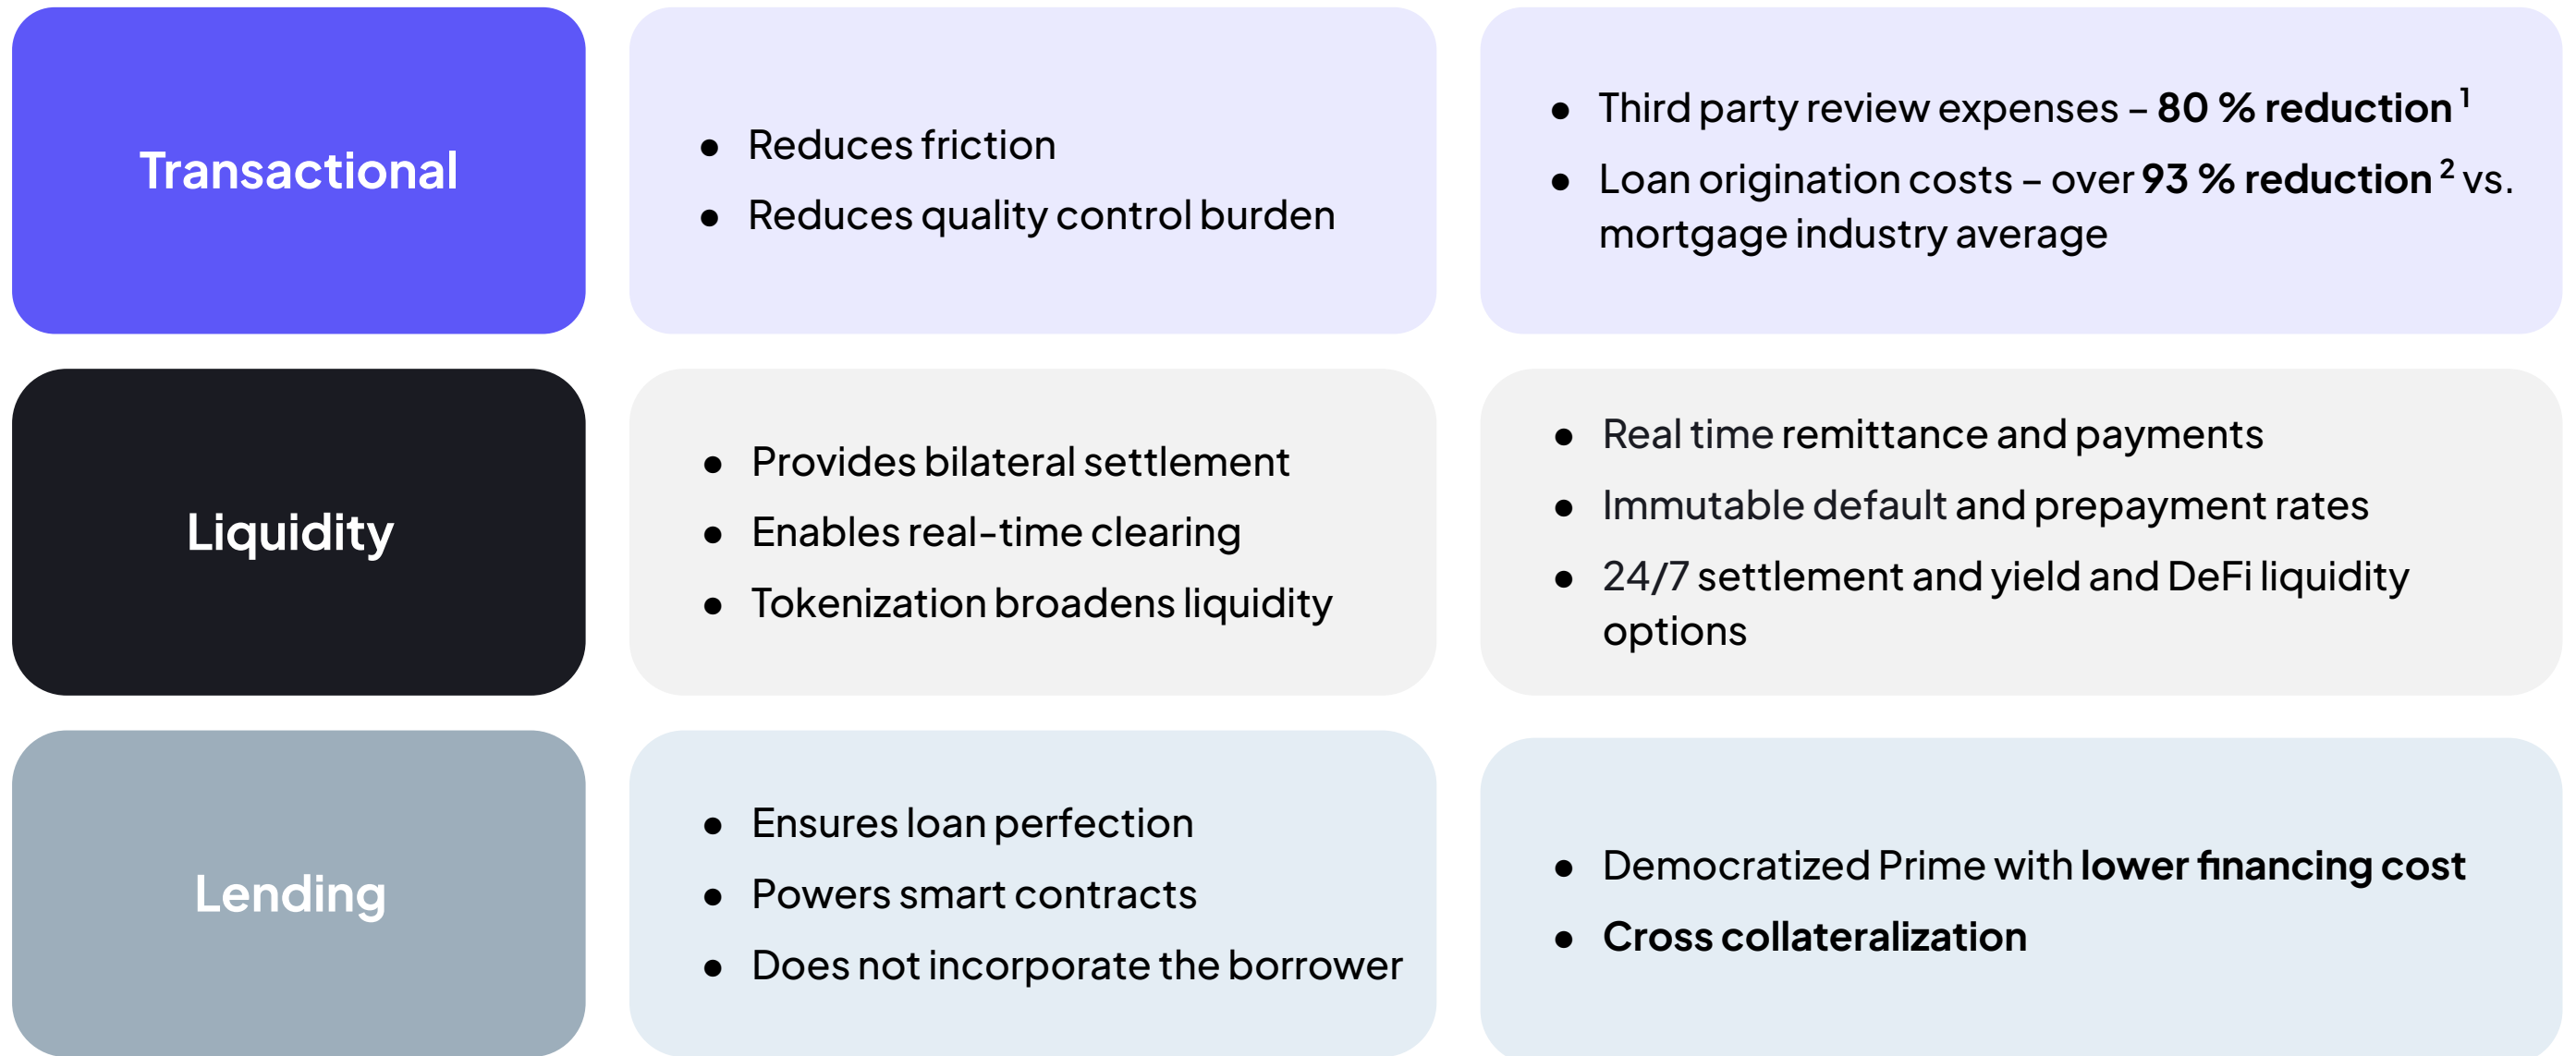 Transactional
● Reduces friction
● Reduces quality control burden
● Third party review expenses – 80 % reduction ¹
● Loan origination costs – over 93 % reduction ² vs.
mortgage industry average
Liquidity
● Provides bilateral settlement
● Enables real-time clearing
● Tokenization broadens liquidity
● Real time remittance and payments
● Immutable default and prepayment rates
● 24/7 settlement and yield and DeFi liquidity
options
Lending
● Ensures loan perfection
● Powers smart contracts
● Does not incorporate the borrower
● Democratized Prime with lower financing cost
● Cross collateralization